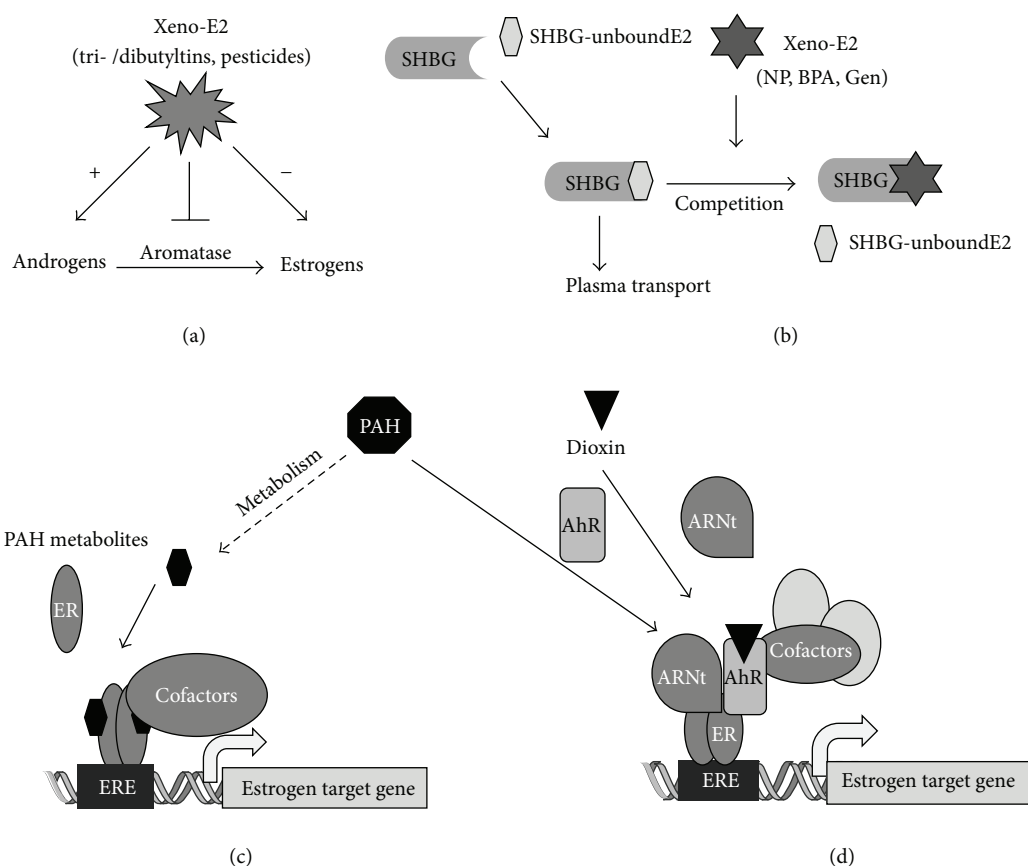 Xeno-E2
(tri- /dibutyltins, pesticides)
+
−
Androgens
Aromatase
Estrogens
(a)
SHBG
SHBG-unboundE2
Xeno-E2
(NP, BPA, Gen)
SHBG
Competition
SHBG
SHBG-unboundE2
Plasma transport
(b)
PAH
Metabolism
PAH metabolites
ER
Cofactors
ERE
Estrogen target gene
(c)
Dioxin
AhR
ARNt
Cofactors
ARNt
AhR
ER
ERE
Estrogen target gene
(d)